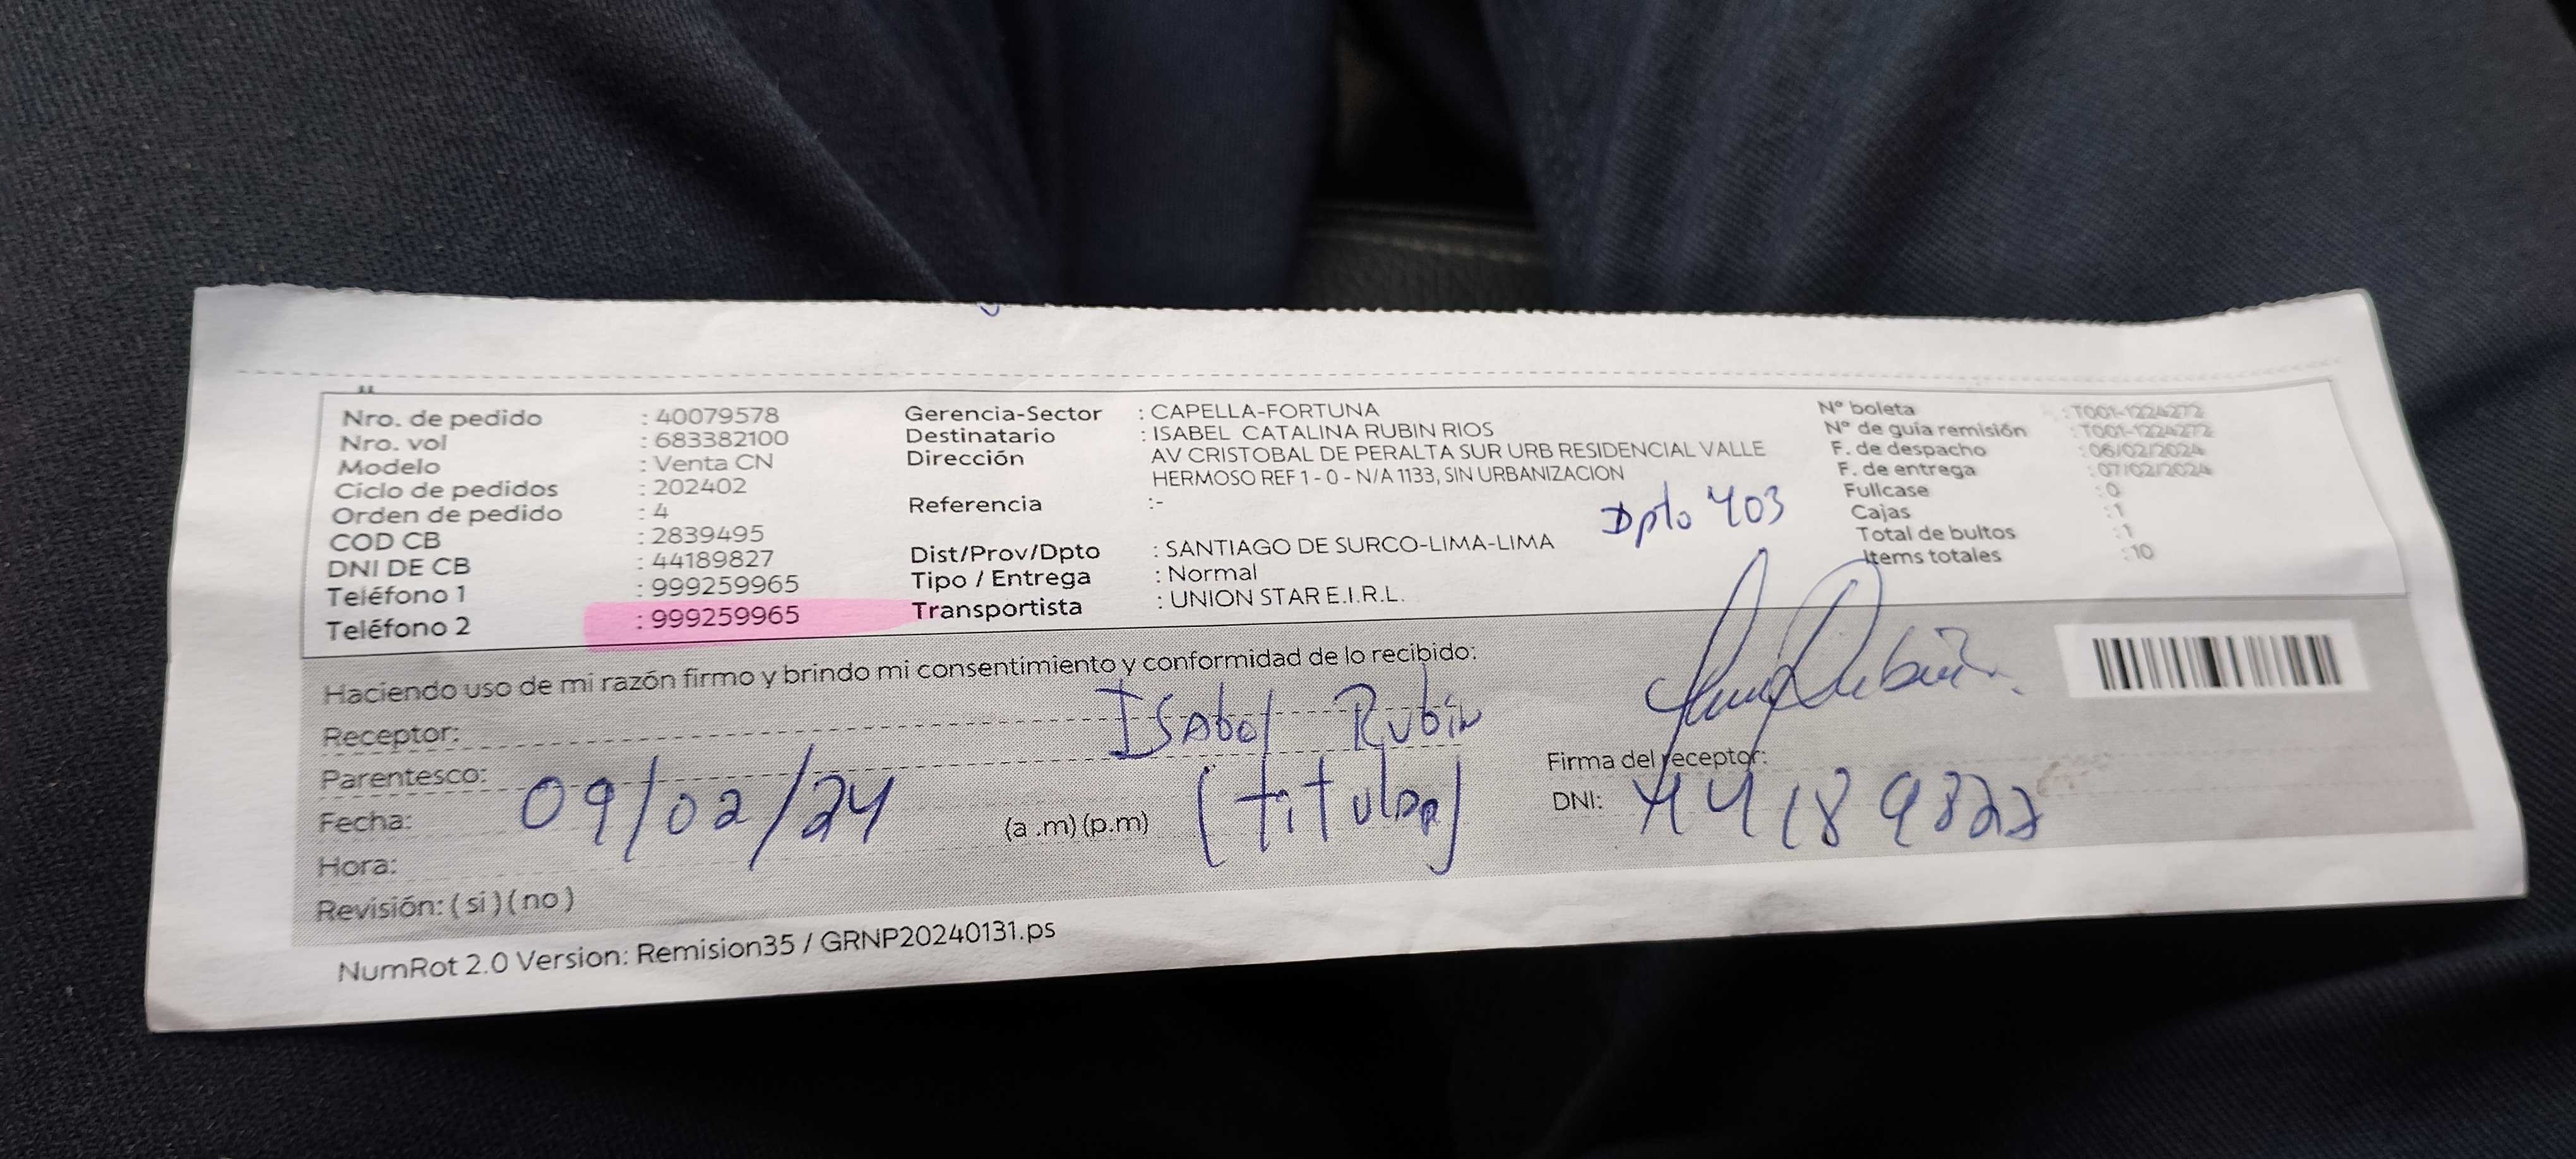 Nro. de pedido : 40079578
Nro. vol : 683382100
Modelo : Venta CN
Ciclo de pedidos : 202402
Orden de pedido : 4
COD CB : 2839495
DNI DE CB : 44189827
Teléfono 1 : 999259965
Teléfono 2 : 999259965
Gerencia-Sector : CAPELLA-FORTUNA
Destinatario : ISABEL CATALINA RUBIN RIOS
Dirección AV CRISTOBAL DE PERALTA SUR URB RESIDENCIAL VALLE
HERMOSO REF 1 - 0 - N/A 1133, SIN URBANIZACION
Referencia :-
Dpto 403
Dist/Prov/Dpto : SANTIAGO DE SURCO-LIMA-LIMA
Tipo / Entrega : Normal
Transportista : UNION STAR E.I.R.L.
N° boleta : T001-1224272
N° de guía remisión : T001-1224272
F. de despacho : 06/02/2024
F. de entrega : 07/02/2024
Fullcase : 0
Cajas : 1
Total de bultos : 1
Items totales : 10
Haciendo uso de mi razón firmo y brindo mi consentimiento y conformidad de lo recibido:
Receptor: Isabel Rubin
Parentesco: (titular)
Fecha: 09/02/24
Hora: (a .m) (p.m)
Revisión: ( si ) ( no )
Firma del receptor:
DNI: 44189827
NumRot 2.0 Version: Remision35 / GRNP20240131.ps